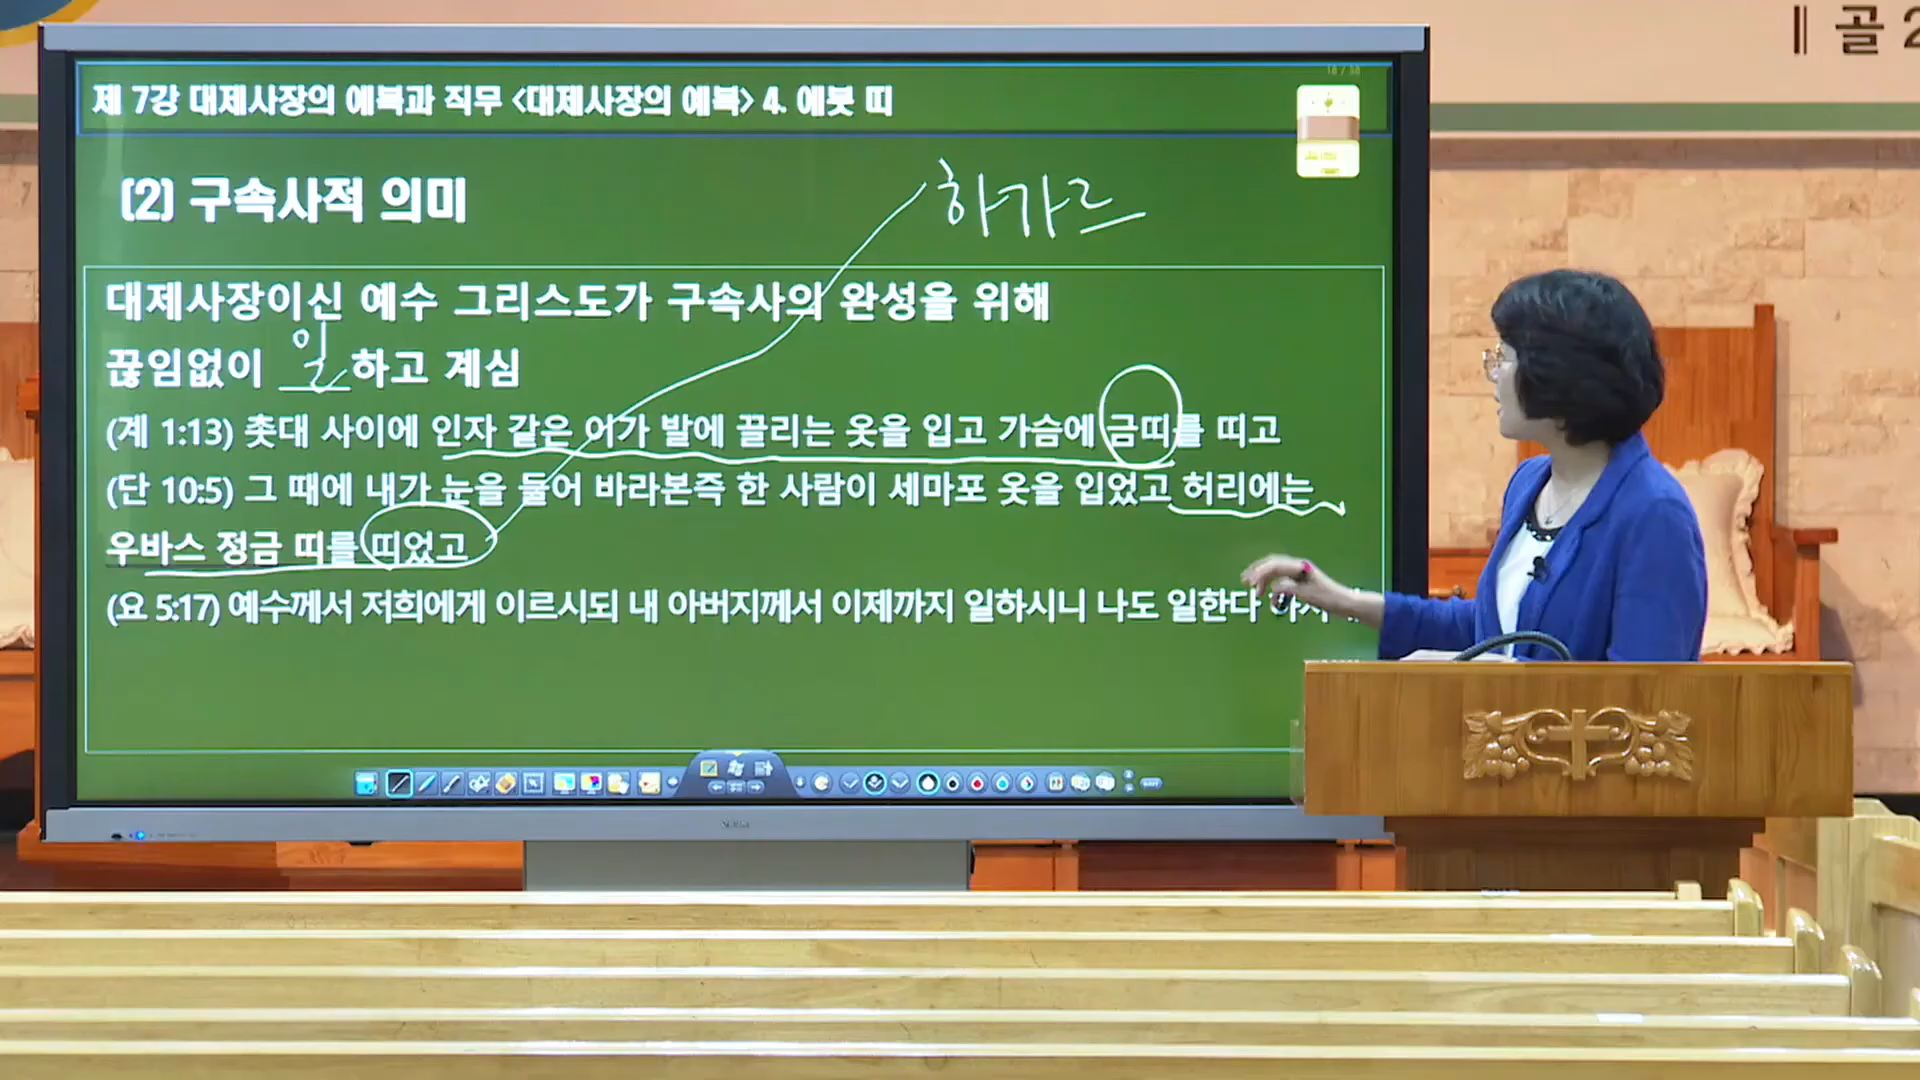 ∥ 골 2
18 / 38
제 7강 대제사장의 예복과 직무 <대제사장의 예복> 4. 에봇 띠
(2) 구속사적 의미
하가르
대제사장이신 예수 그리스도가 구속사의 완성을 위해
끊임없이 일하고 계심
(계 1:13) 촛대 사이에 인자 같은 이가 발에 끌리는 옷을 입고 가슴에 금띠를 띠고
(단 10:5) 그 때에 내가 눈을 들어 바라본즉 한 사람이 세마포 옷을 입었고 허리에는
우바스 정금 띠를 띠었고
(요 5:17) 예수께서 저희에게 이르시되 내 아버지께서 이제까지 일하시니 나도 일한다